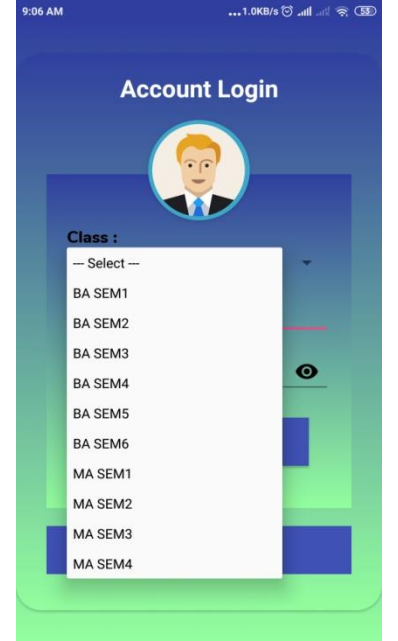 9:06 AM ...1.0KB/s 53
Account Login
Class :
--- Select ---
BA SEM1
BA SEM2
BA SEM3
BA SEM4
BA SEM5
BA SEM6
MA SEM1
MA SEM2
MA SEM3
MA SEM4